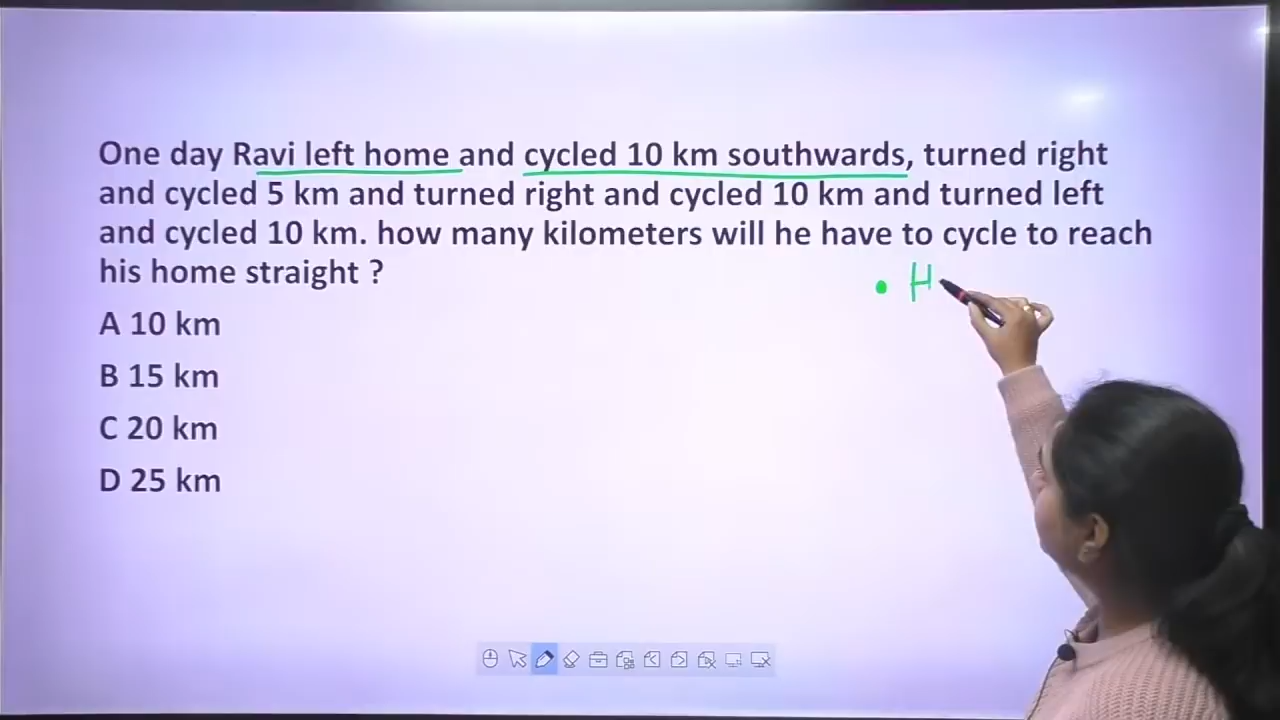 One day Ravi left home and cycled 10 km southwards, turned right
and cycled 5 km and turned right and cycled 10 km and turned left
and cycled 10 km. how many kilometers will he have to cycle to reach
his home straight ?
H
A 10 km
B 15 km
C 20 km
D 25 km